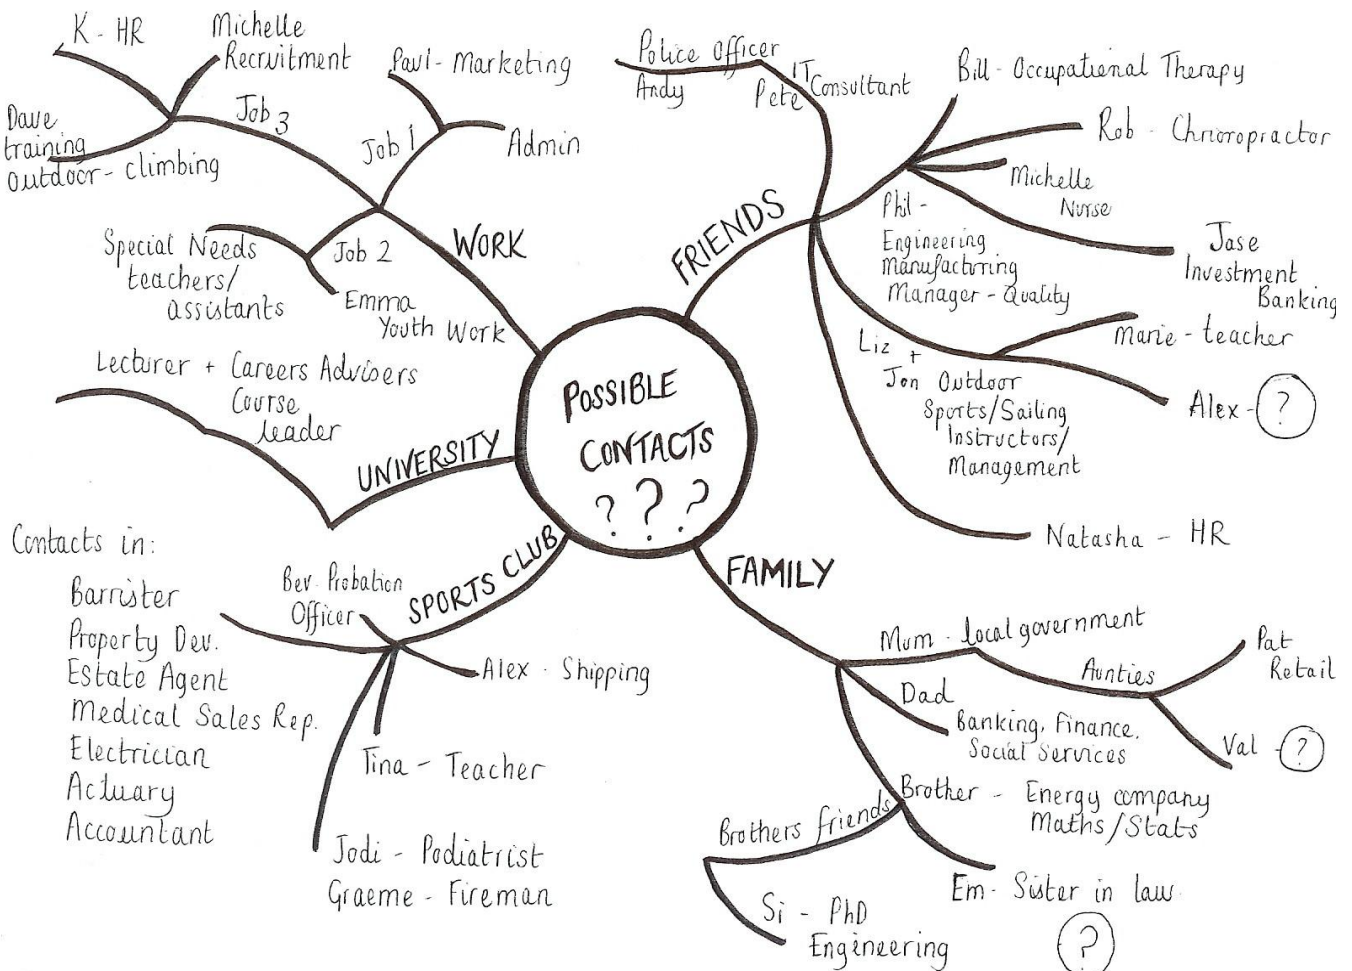 K - HR
Michelle
Recruitment
Dave
training
Outdoor - climbing
Job 3
Paul - Marketing
Job 1
Admin
Special Needs
teachers/
assistants
Job 2
Emma
Youth Work
WORK
Police Officer
Andy
Pete
IT
Consultant
FRIENDS
Bill - Occupational Therapy
Rob - Chrioropractor
Michelle
Nurse
Jase
Investment
Banking
Phil -
Engineering
Manufacturing
Manager - Quality
Liz +
Jon Outdoor
Sports/Sailing
Instructors/
Management
Marie - teacher
Alex - ?
Natasha - HR
Lecturer + Careers Advisers
Course
leader
UNIVERSITY
POSSIBLE
CONTACTS
? ? ?
Contacts in:
Barrister
Property Dev.
Estate Agent
Medical Sales Rep.
Electrician
Actuary
Accountant
Bev - Probation
Officer
SPORTS CLUB
Alex - Shipping
Tina - Teacher
Jodi - Podiatrist
Graeme - Fireman
FAMILY
Mum - local government
Aunties
Pat
Retail
Val - ?
Dad
Banking, Finance,
Social Services
Brother - Energy company
Maths/Stats
Brothers friends
Em - Sister in law
?
Si - PhD
Engineering